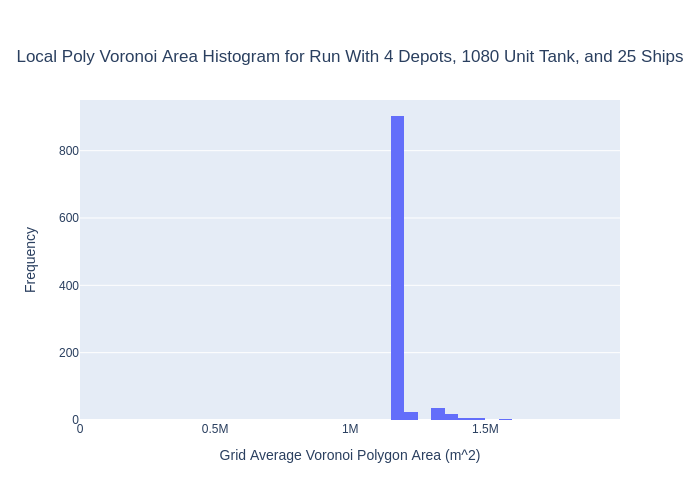 Local Poly Voronoi Area Histogram for Run With 4 Depots, 1080 Unit Tank, and 25 Ships
800
600
400
200
0
Frequency
0 0.5M 1M 1.5M
Grid Average Voronoi Polygon Area (m^2)